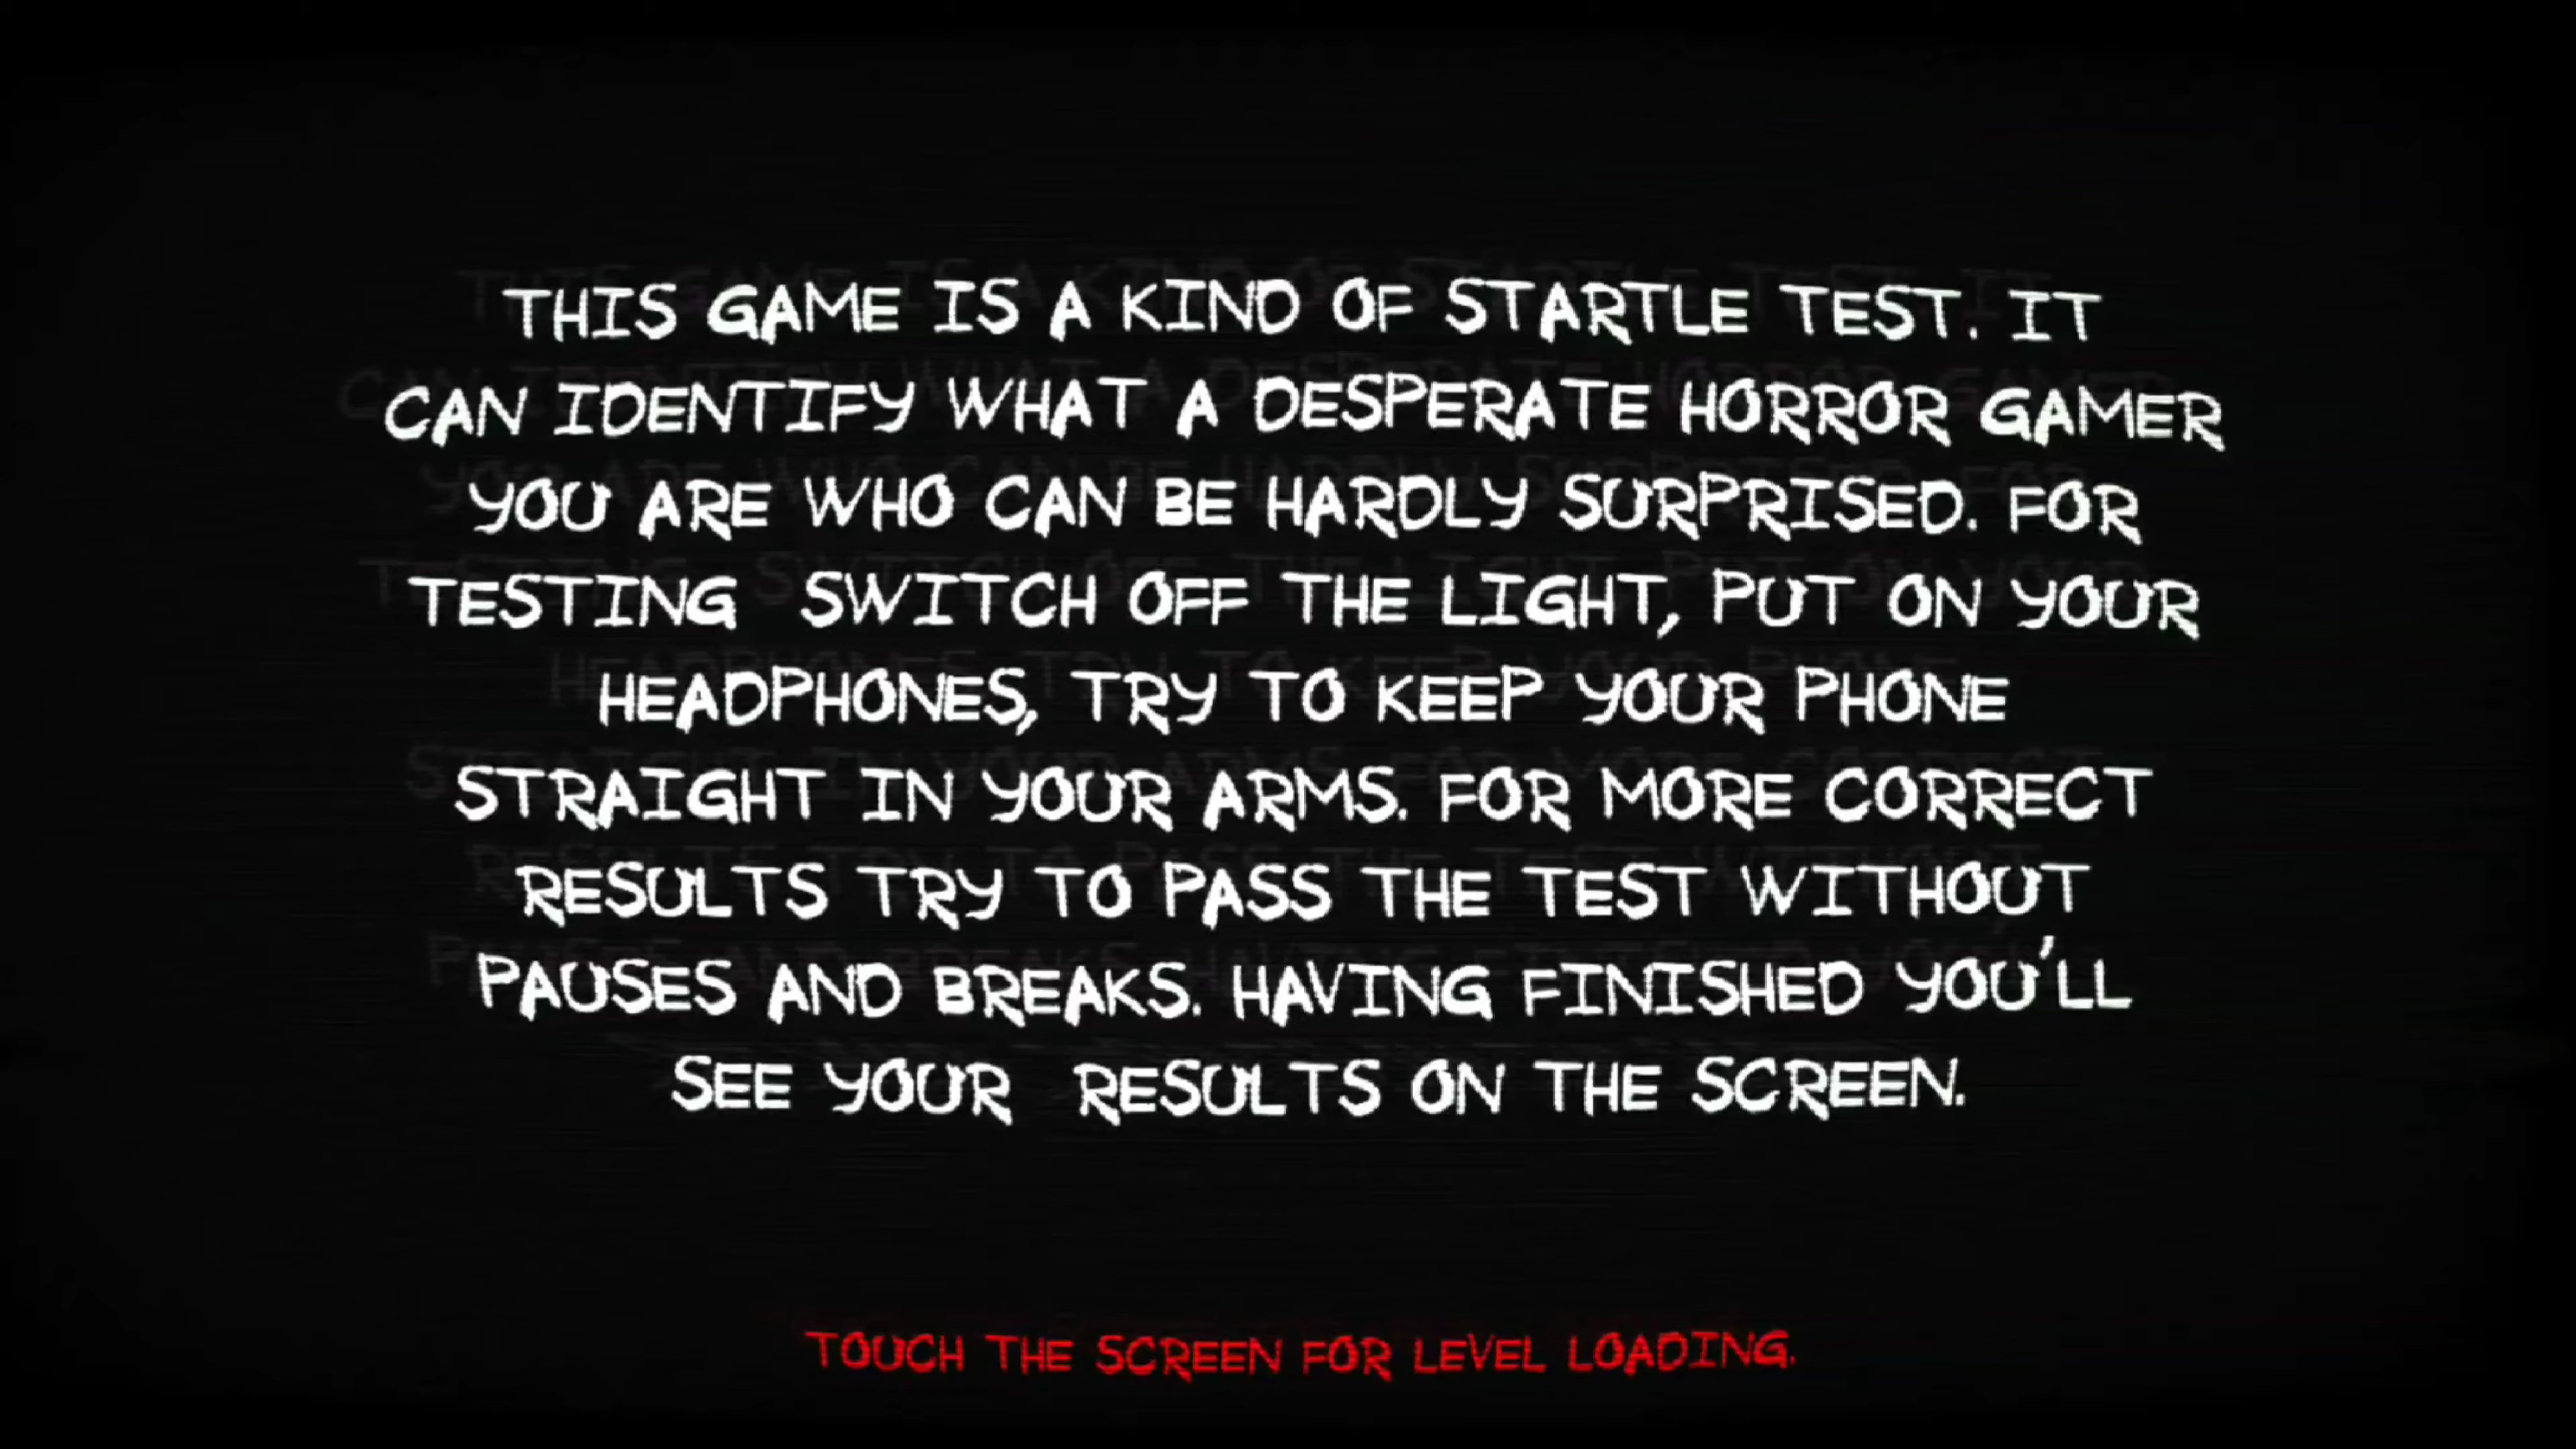 THIS GAME IS A KIND OF STARTLE TEST. IT
CAN IDENTIFY WHAT A DESPERATE HORROR GAMER
YOU ARE WHO CAN BE HARDLY SURPRISED. FOR
TESTING  SWITCH OFF THE LIGHT, PUT ON YOUR
HEADPHONES, TRY TO KEEP YOUR PHONE
STRAIGHT IN YOUR ARMS. FOR MORE CORRECT
RESULTS TRY TO PASS THE TEST WITHOUT
PAUSES AND BREAKS. HAVING FINISHED YOU'LL
SEE YOUR  RESULTS ON THE SCREEN.
TOUCH THE SCREEN FOR LEVEL LOADING.